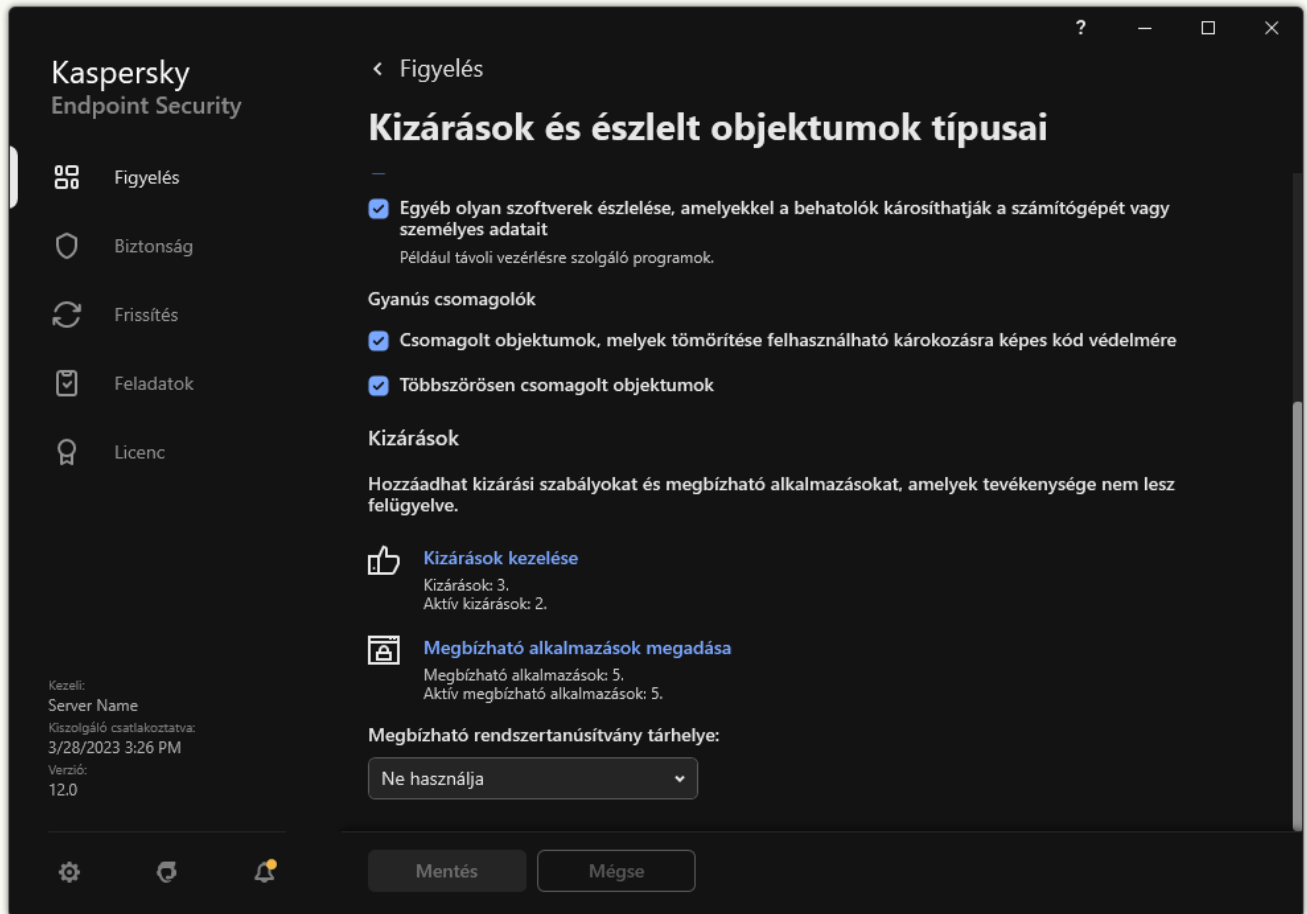 ?
Kaspersky
Endpoint Security
Figyelés
Biztonság
Frissítés
Feladatok
Licenc
Kezeli:
Server Name
Kiszolgáló csatlakoztatva:
3/28/2023 3:26 PM
Verzió:
12.0
Figyelés
Kizárások és észlelt objektumok típusai
Egyéb olyan szoftverek észlelése, amelyekkel a behatolók károsíthatják a számítógépét vagy
személyes adatait
Például távoli vezérlésre szolgáló programok.
Gyanús csomagolók
Csomagolt objektumok, melyek tömörítése felhasználható károkozásra képes kód védelmére
Többszörösen csomagolt objektumok
Kizárások
Hozzáadhat kizárási szabályokat és megbízható alkalmazásokat, amelyek tevékenysége nem lesz
felügyelve.
Kizárások kezelése
Kizárások: 3.
Aktív kizárások: 2.
Megbízható alkalmazások megadása
Megbízható alkalmazások: 5.
Aktív megbízható alkalmazások: 5.
Megbízható rendszertanúsítvány tárhelye:
Ne használja
Mentés
Mégse